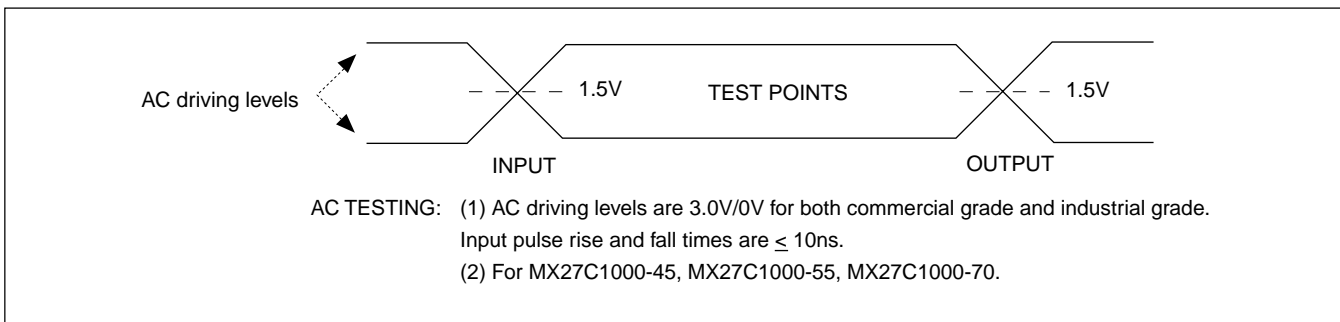 AC driving levels
1.5V
TEST POINTS
1.5V
INPUT
OUTPUT
AC TESTING: (1) AC driving levels are 3.0V/0V for both commercial grade and industrial grade.
Input pulse rise and fall times are ≤ 10ns.
(2) For MX27C1000-45, MX27C1000-55, MX27C1000-70.